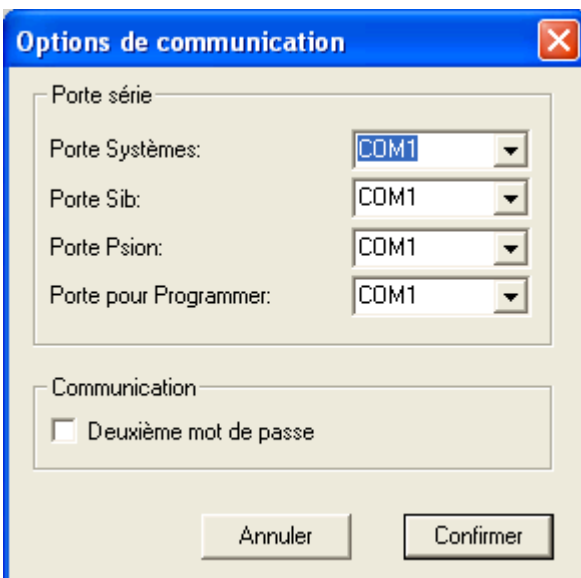 Options de communication
Porte série
Porte Systèmes: COM1
Porte Sib: COM1
Porte Psion: COM1
Porte pour Programmer: COM1
Communication
Deuxième mot de passe
Annuler Confirmer